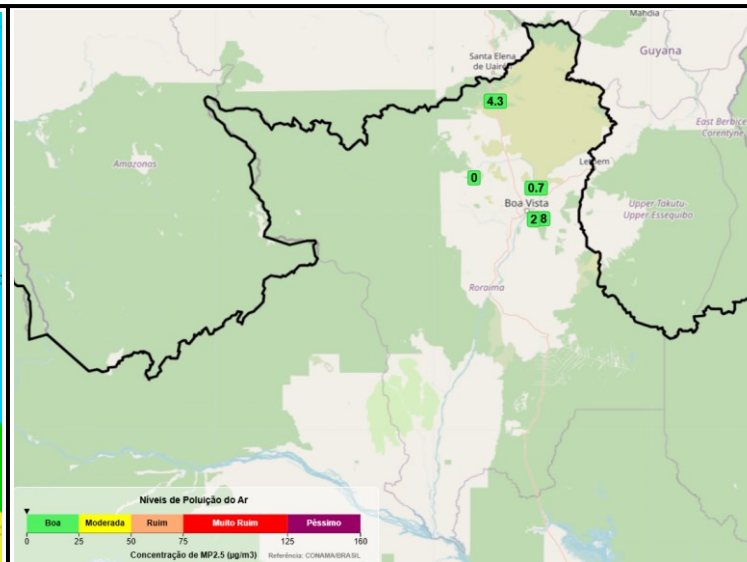 Mahdia
Guyana
Santa Elena
de Uairén
4.3
East Berbice
Corentyne
Amazonas
Lethem
0
0.7
Boa Vista
Upper Takutu-
Upper Essequibo
2 8
Roraima
Níveis de Poluição do Ar
Boa Moderada Ruim Muito Ruim Péssimo
0 25 50 75 125 160
Concentração de MP2.5 (µg/m3) Referência: CONAMA/BRASIL